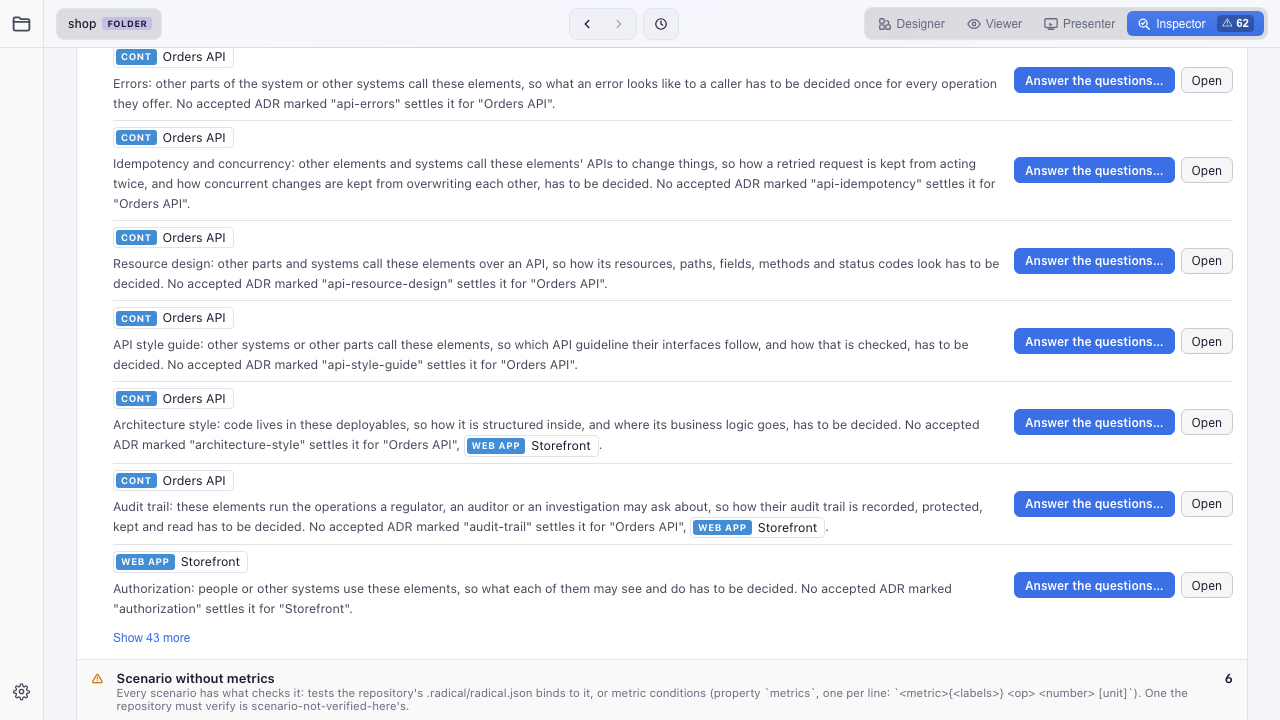 shop FOLDER
Designer Viewer Presenter Inspector 62
CONT Orders API
Errors: other parts of the system or other systems call these elements, so what an error looks like to a caller has to be decided once for every operation
they offer. No accepted ADR marked "api-errors" settles it for "Orders API".
Answer the questions... Open
CONT Orders API
Idempotency and concurrency: other elements and systems call these elements' APIs to change things, so how a retried request is kept from acting
twice, and how concurrent changes are kept from overwriting each other, has to be decided. No accepted ADR marked "api-idempotency" settles it for
"Orders API".
Answer the questions... Open
CONT Orders API
Resource design: other parts and systems call these elements over an API, so how its resources, paths, fields, methods and status codes look has to be
decided. No accepted ADR marked "api-resource-design" settles it for "Orders API".
Answer the questions... Open
CONT Orders API
API style guide: other systems or other parts call these elements, so which API guideline their interfaces follow, and how that is checked, has to be
decided. No accepted ADR marked "api-style-guide" settles it for "Orders API".
Answer the questions... Open
CONT Orders API
Architecture style: code lives in these deployables, so how it is structured inside, and where its business logic goes, has to be decided. No accepted
ADR marked "architecture-style" settles it for "Orders API", WEB APP Storefront .
Answer the questions... Open
CONT Orders API
Audit trail: these elements run the operations a regulator, an auditor or an investigation may ask about, so how their audit trail is recorded, protected,
kept and read has to be decided. No accepted ADR marked "audit-trail" settles it for "Orders API", WEB APP Storefront .
Answer the questions... Open
WEB APP Storefront
Authorization: people or other systems use these elements, so what each of them may see and do has to be decided. No accepted ADR marked
"authorization" settles it for "Storefront".
Answer the questions... Open
Show 43 more
Scenario without metrics 6
Every scenario has what checks it: tests the repository's .radical/radical.json binds to it, or metric conditions (property `metrics`, one per line: `<metric>{<labels>} <op> <number> [unit]`). One the
repository must verify is scenario-not-verified-here's.